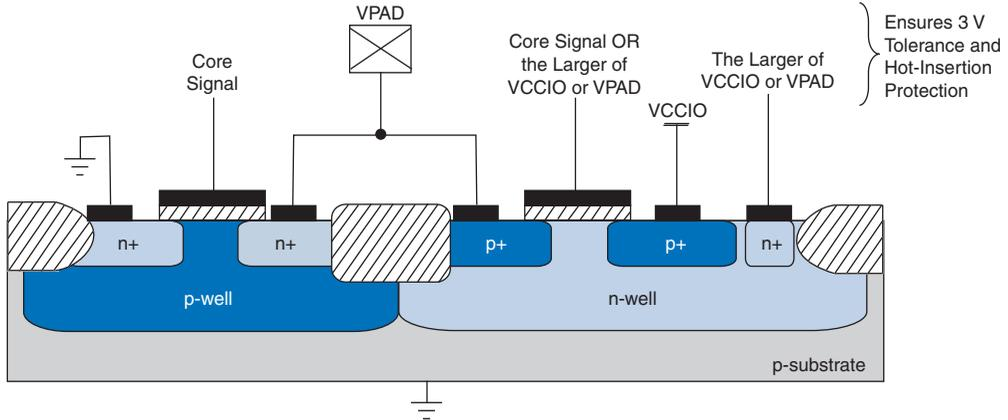 VPAD
Ensures 3 V
Tolerance and
Hot-Insertion
Protection
Core
Signal
Core Signal OR
the Larger of
VCCIO or VPAD
The Larger of
VCCIO or VPAD
VCCIO
n+
n+
p+
p+
n+
p-well
n-well
p-substrate